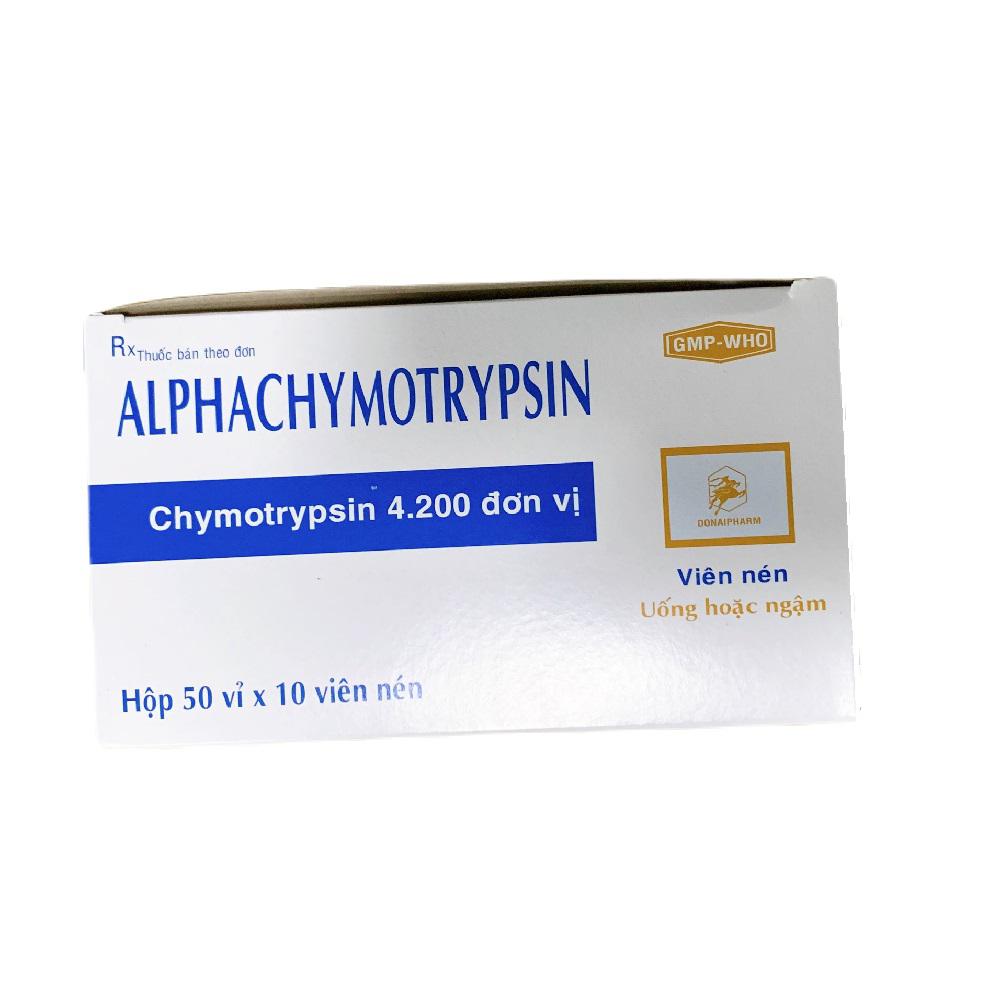 Rx Thuốc bán theo đơn
ALPHACHYMOTRYPSIN
Chymotrypsin 4.200 đơn vị
Hộp 50 vỉ x 10 viên nén
GMP-WHO
DONAIPHARM
Viên nén
Uống hoặc ngậm